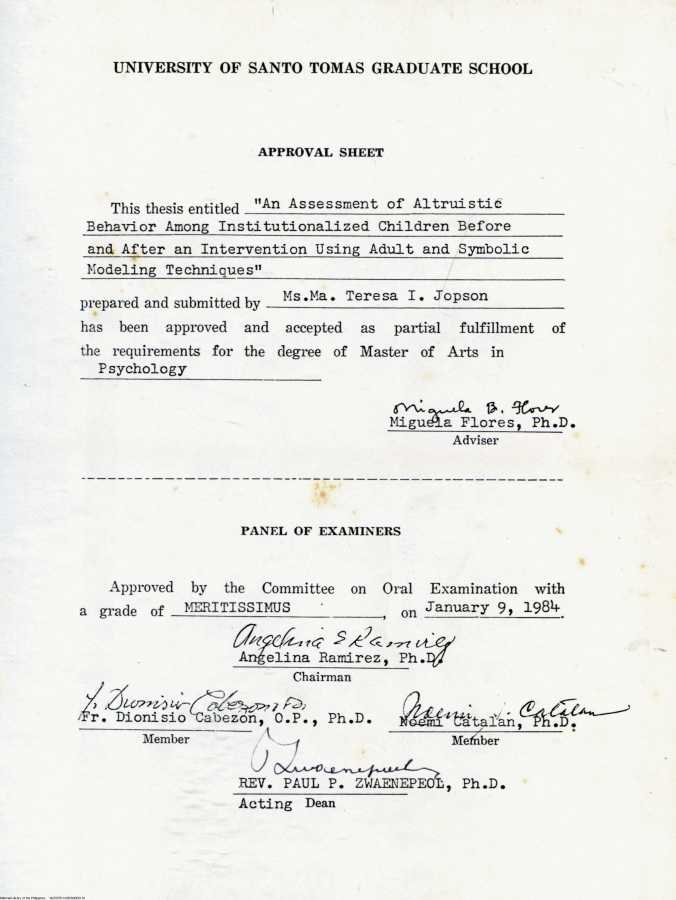 UNIVERSITY OF SANTO TOMAS GRADUATE SCHOOL
APPROVAL SHEET
This thesis entitled "An Assessment of Altruistic
Behavior Among Institutionalized Children Before
and After an Intervention Using Adult and Symbolic
Modeling Techniques"
prepared and submitted by Ms.Ma. Teresa I. Jopson
has been approved and accepted as partial fulfillment of
the requirements for the degree of Master of Arts in
Psychology
Miguela B. Flores
Miguela Flores, Ph.D.
Adviser
PANEL OF EXAMINERS
Approved by the Committee on Oral Examination with
a grade of MERITISSIMUS, on January 9, 1984.
Angelina S Ramirez
Angelina Ramirez, Ph.D.
Chairman
Dionisio Cabezon
Noemi Catalan
Fr. Dionisio Cabezon, O.P., Ph.D. Noemi Catalan, Ph.D.
Member Member
Zwaenepoel
REV. PAUL P. ZWAENEPEOL, Ph.D.
Acting Dean